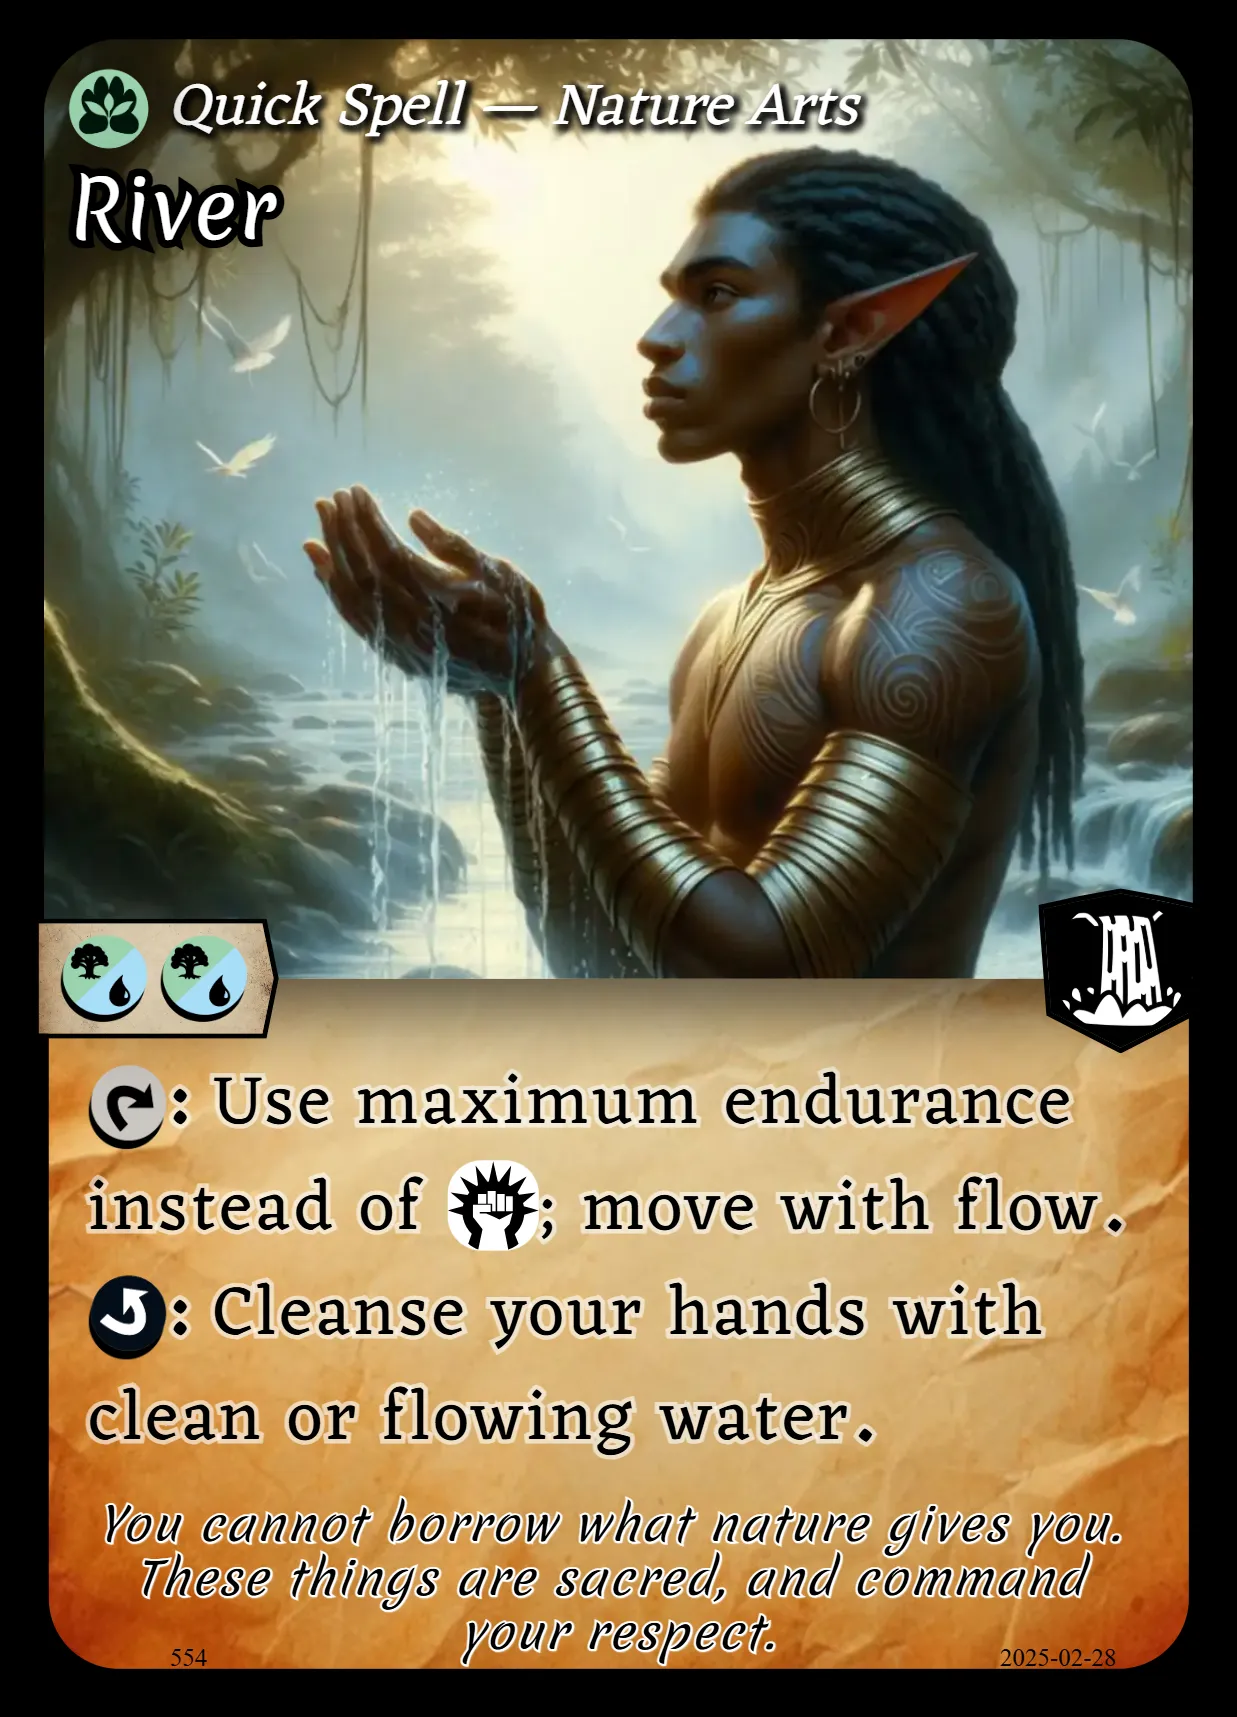 Quick Spell — Nature Arts
River
: Use maximum endurance
instead of ; move with flow.
: Cleanse your hands with
clean or flowing water.
You cannot borrow what nature gives you.
These things are sacred, and command
your respect.
554
2025-02-28